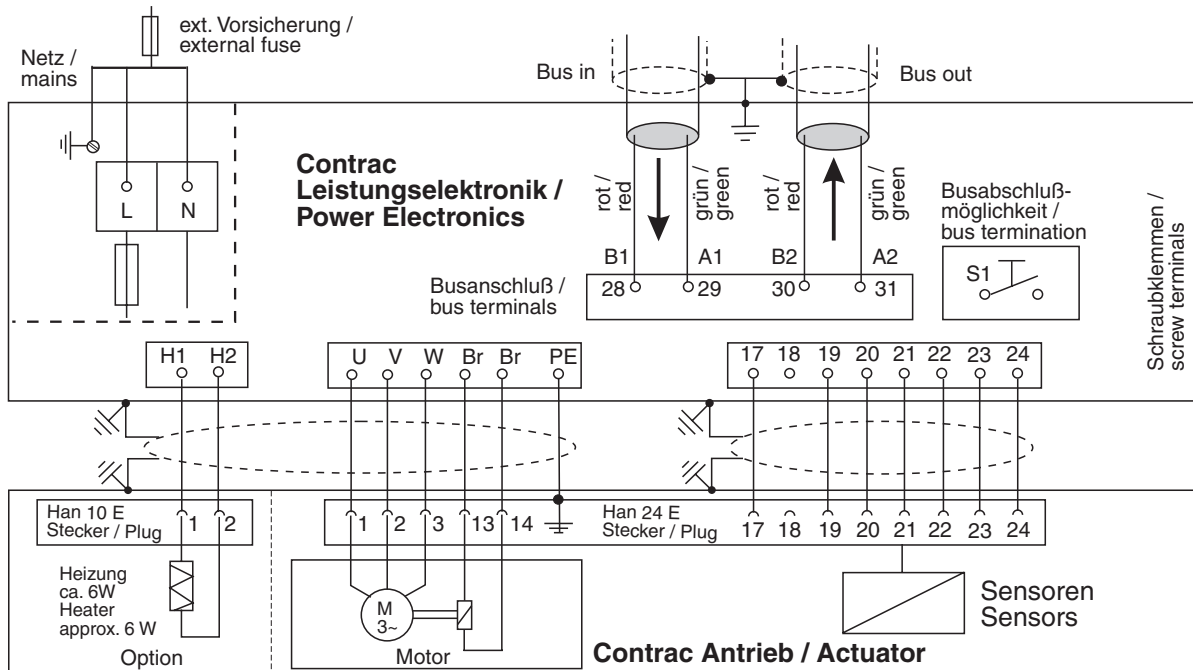 ext. Vorsicherung /
external fuse
Netz /
mains
Bus in
Bus out
L
N
Contrac
Leistungselektronik /
Power Electronics
rot /
red
grün /
green
rot /
red
grün /
green
Busabschluß-
möglichkeit /
bus termination
S1
Schraubklemmen /
screw terminals
B1 A1 B2 A2
Busanschluß /
bus terminals
28 29 30 31
H1 H2
U V W Br Br PE
17 18 19 20 21 22 23 24
Han 10 E
Stecker / Plug
1 2
1 2 3 13 14
Han 24 E
Stecker / Plug
17 18 19 20 21 22 23 24
Heizung
ca. 6W
Heater
approx. 6 W
Option
M
3~
Motor
Sensoren
Sensors
Contrac Antrieb / Actuator